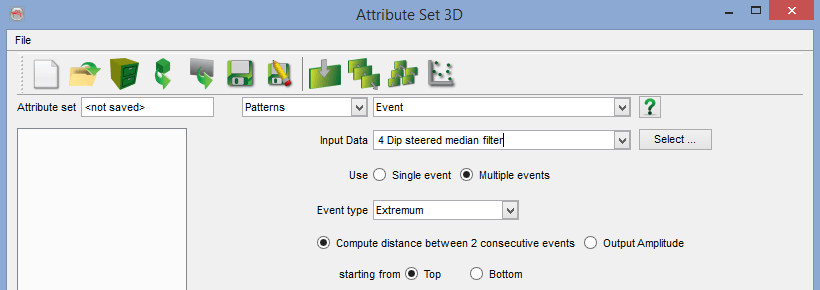 Attribute Set 3D
File
Attribute set <not saved> Patterns Event ?
Input Data 4 Dip steered median filter Select ...
Use Single event Multiple events
Event type Extremum
Compute distance between 2 consecutive events Output Amplitude
starting from Top Bottom